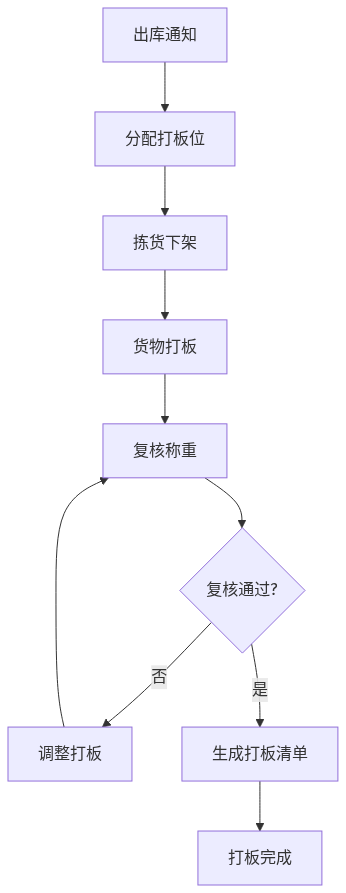 出库通知
分配打板位
拣货下架
货物打板
复核称重
复核通过?
否
是
调整打板
生成打板清单
打板完成